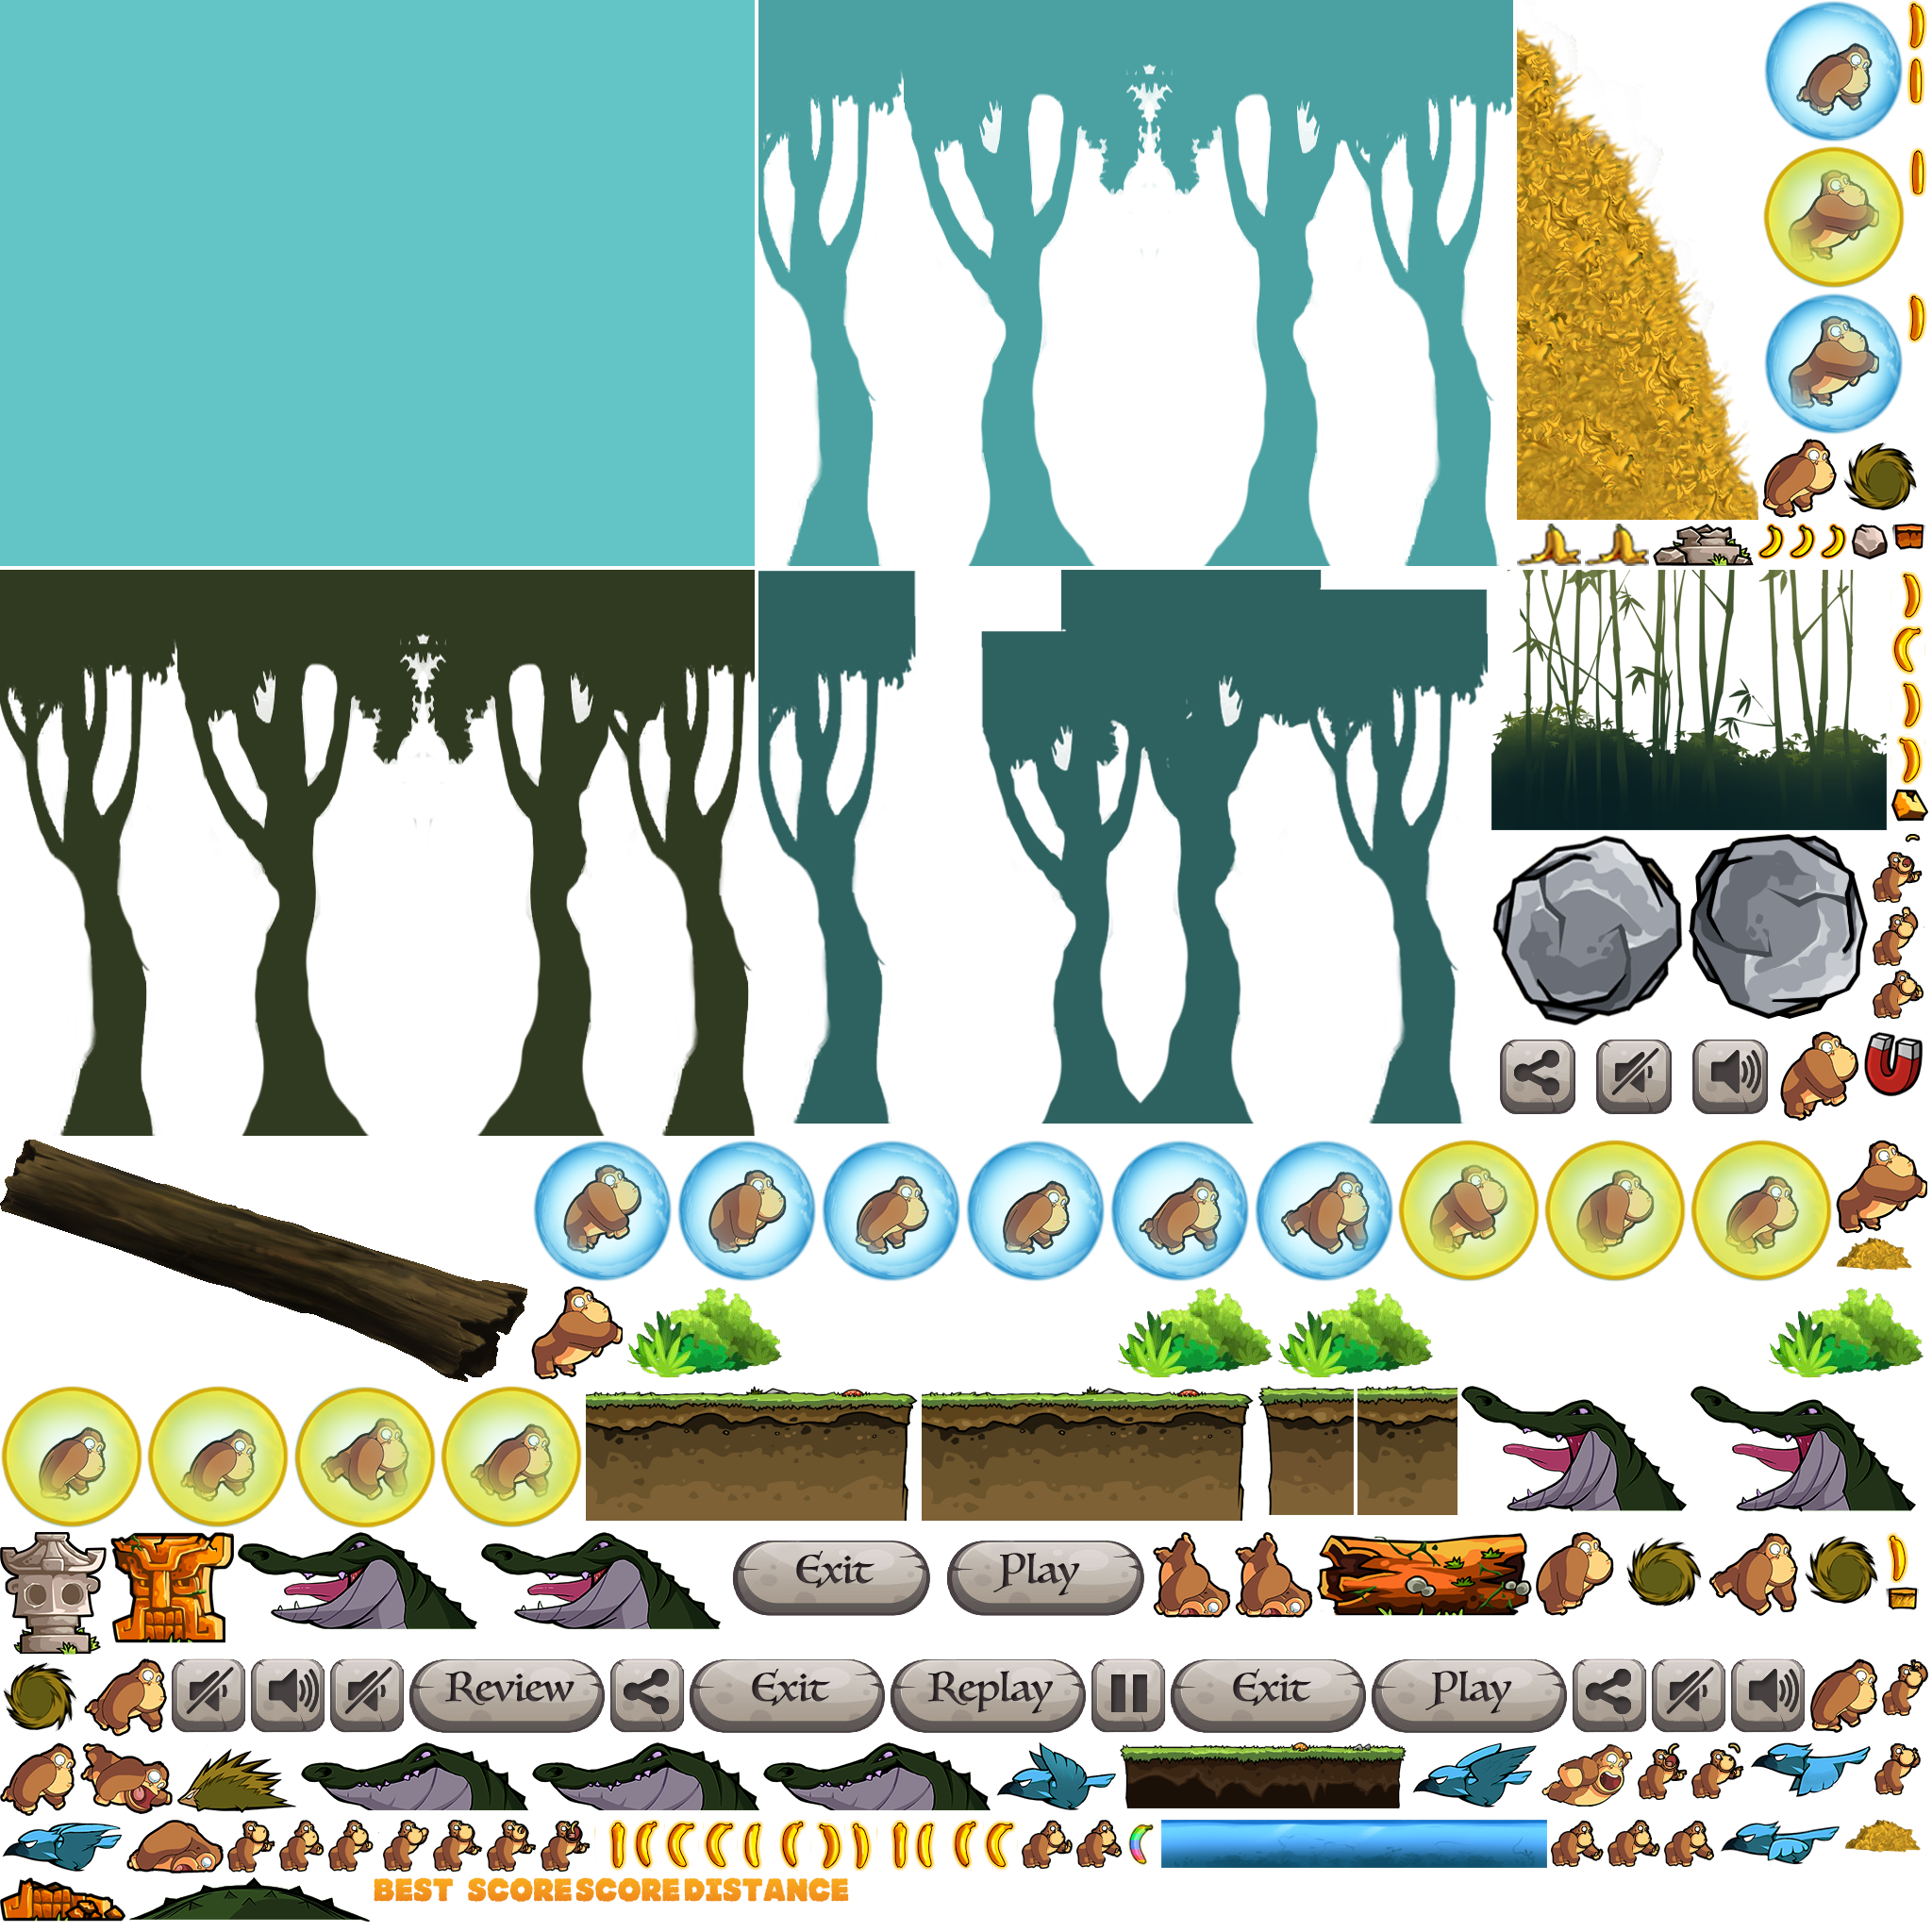 Exit
Play
Review
Exit
Replay
Exit
Play
BEST SCORE SCORE DISTANCE